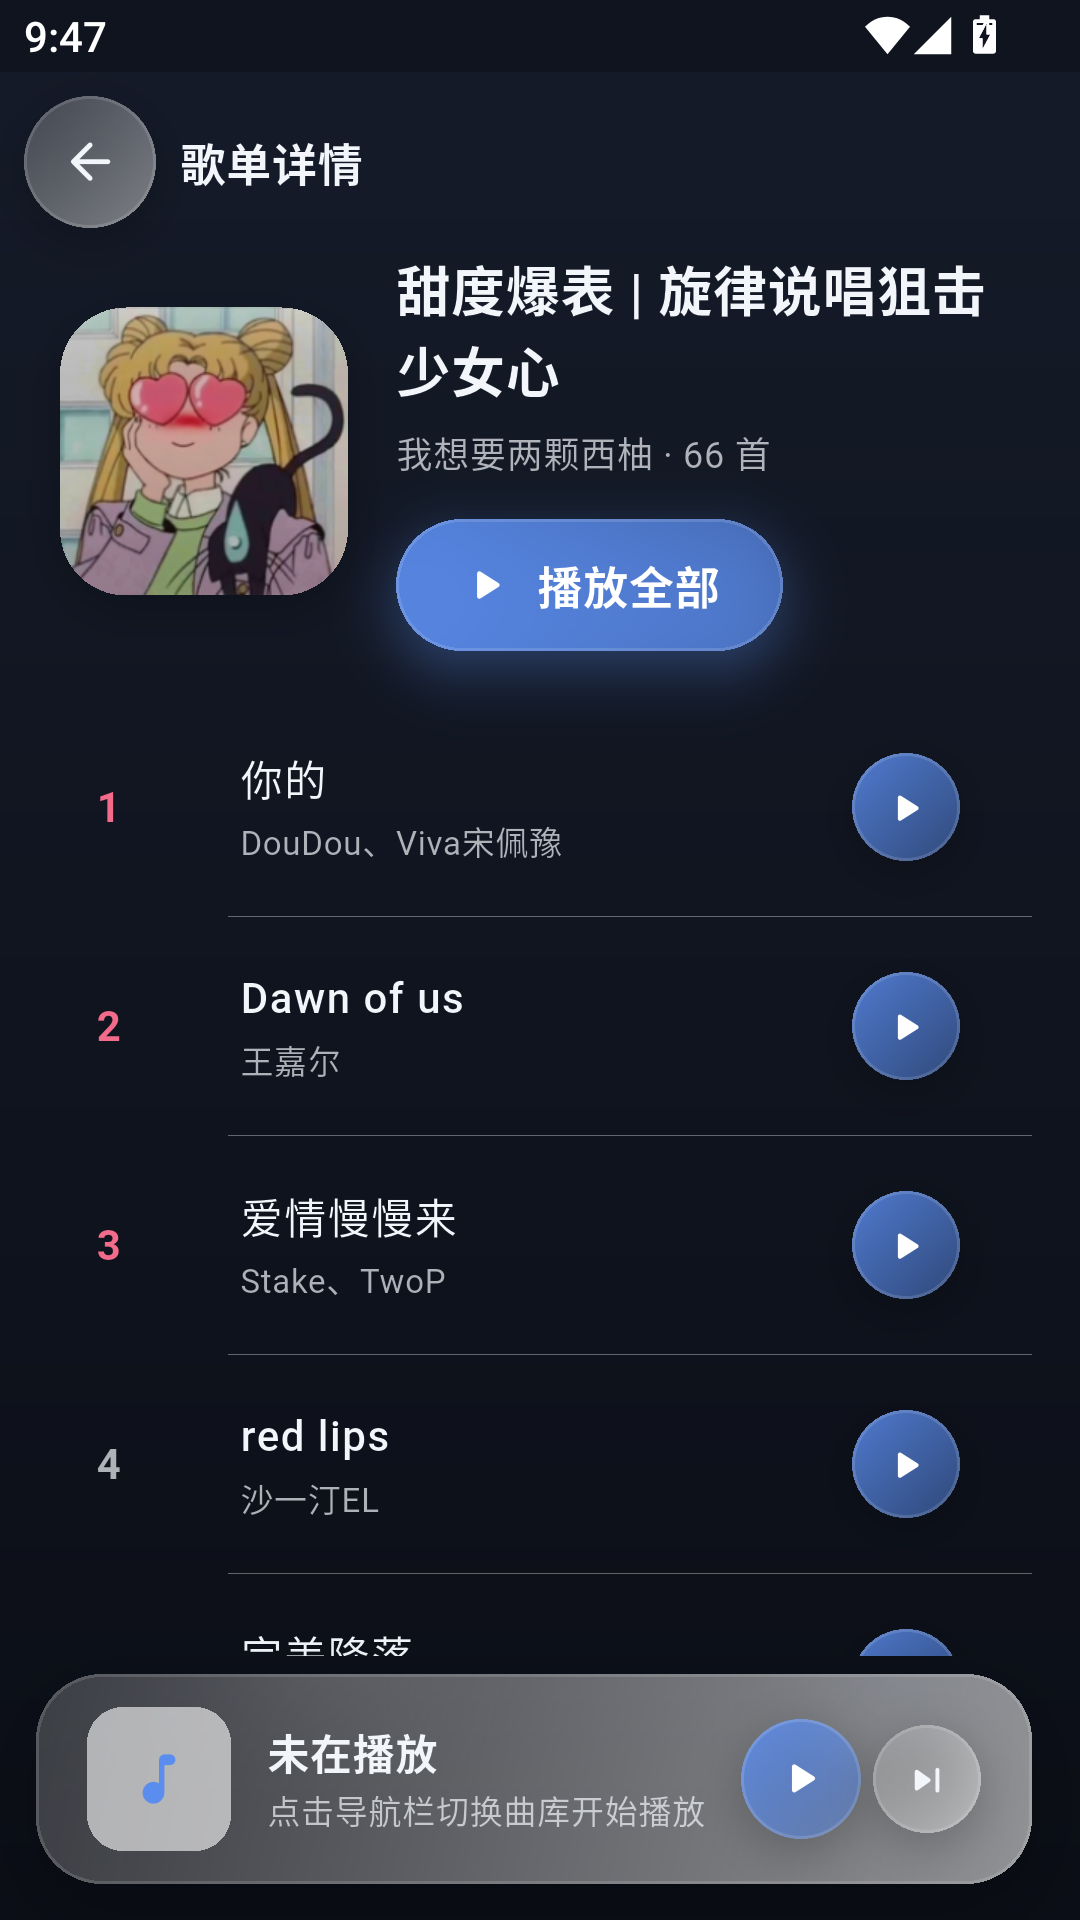 9:47
歌单详情
甜度爆表 | 旋律说唱狙击
少女心
我想要两颗西柚 · 66 首
播放全部
1
你的
DouDou、Viva宋佩豫
2
Dawn of us
王嘉尔
3
爱情慢慢来
Stake、TwoP
4
red lips
沙一汀EL
完美降落
未在播放
点击导航栏切换曲库开始播放